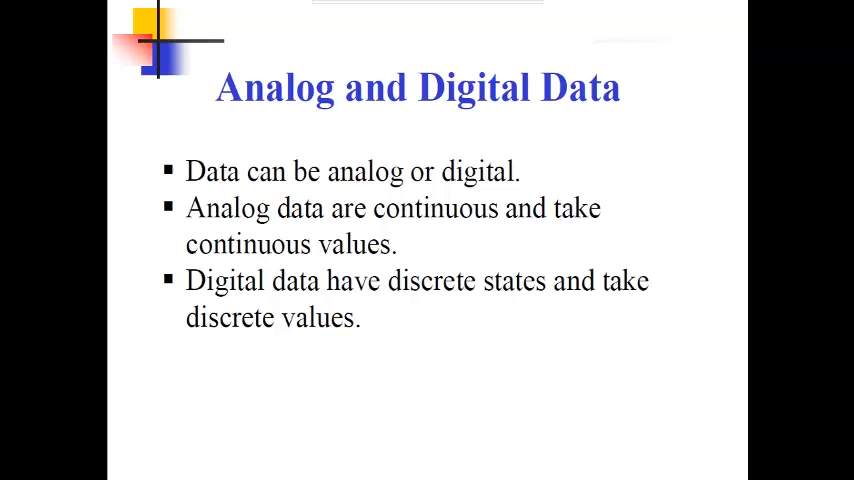 Analog and Digital Data
▪ Data can be analog or digital.
▪ Analog data are continuous and take
continuous values.
▪ Digital data have discrete states and take
discrete values.